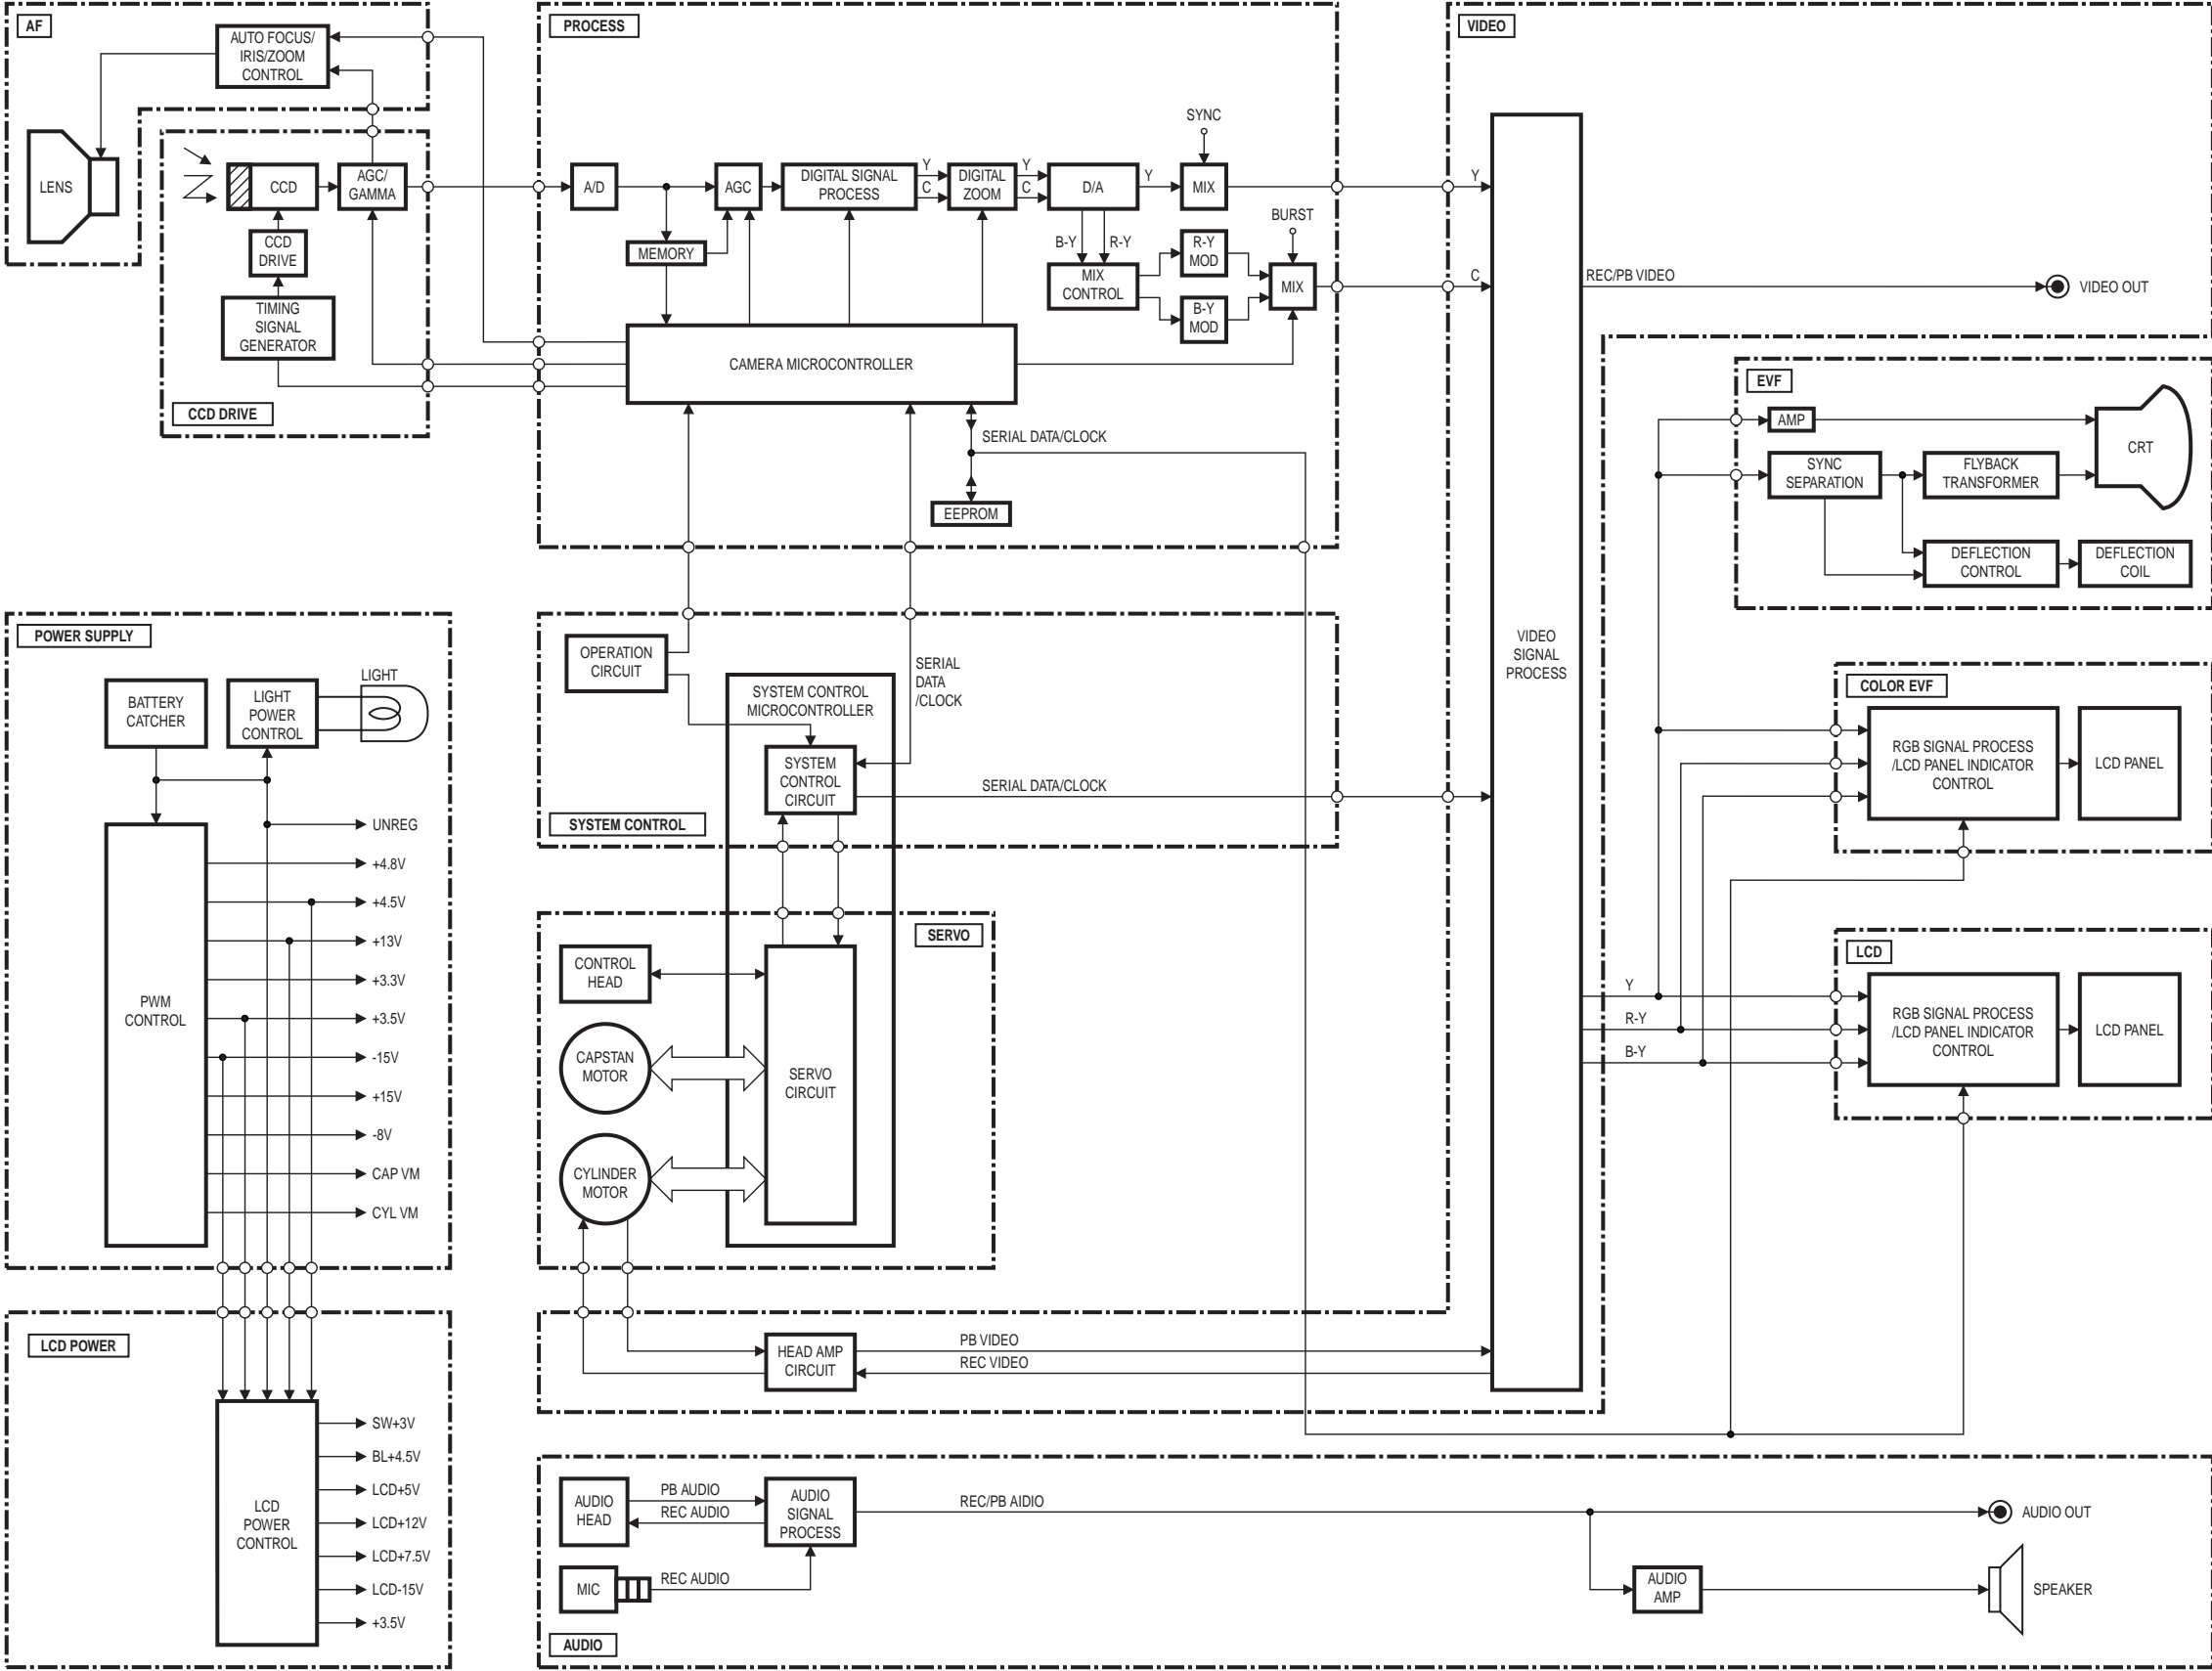 AF
AUTO FOCUS/
IRIS/ZOOM
CONTROL
LENS
CCD
AGC/
GAMMA
CCD
DRIVE
TIMING
SIGNAL
GENERATOR
CCD DRIVE
PROCESS
A/D
AGC
MEMORY
DIGITAL SIGNAL
PROCESS
Y
C
DIGITAL
ZOOM
Y
C
D/A
Y
SYNC
MIX
B-Y
R-Y
MIX
CONTROL
R-Y
MOD
B-Y
MOD
BURST
MIX
CAMERA MICROCONTROLLER
SERIAL DATA/CLOCK
EEPROM
VIDEO
Y
C
VIDEO
SIGNAL
PROCESS
REC/PB VIDEO
VIDEO OUT
EVF
AMP
CRT
SYNC
SEPARATION
FLYBACK
TRANSFORMER
DEFLECTION
CONTROL
DEFLECTION
COIL
COLOR EVF
RGB SIGNAL PROCESS
/LCD PANEL INDICATOR
CONTROL
LCD PANEL
LCD
RGB SIGNAL PROCESS
/LCD PANEL INDICATOR
CONTROL
LCD PANEL
Y
R-Y
B-Y
POWER SUPPLY
BATTERY
CATCHER
LIGHT
POWER
CONTROL
LIGHT
PWM
CONTROL
UNREG
+4.8V
+4.5V
+13V
+3.3V
+3.5V
-15V
+15V
-8V
CAP VM
CYL VM
LCD POWER
LCD
POWER
CONTROL
SW+3V
BL+4.5V
LCD+5V
LCD+12V
LCD+7.5V
LCD-15V
+3.5V
OPERATION
CIRCUIT
SYSTEM CONTROL
MICROCONTROLLER
SERIAL
DATA
/CLOCK
SYSTEM
CONTROL
CIRCUIT
SERIAL DATA/CLOCK
SYSTEM CONTROL
SERVO
CONTROL
HEAD
CAPSTAN
MOTOR
CYLINDER
MOTOR
SERVO
CIRCUIT
HEAD AMP
CIRCUIT
PB VIDEO
REC VIDEO
AUDIO
HEAD
PB AUDIO
REC AUDIO
AUDIO
SIGNAL
PROCESS
REC/PB AIDIO
AUDIO OUT
MIC
REC AUDIO
AUDIO
AMP
SPEAKER
AUDIO